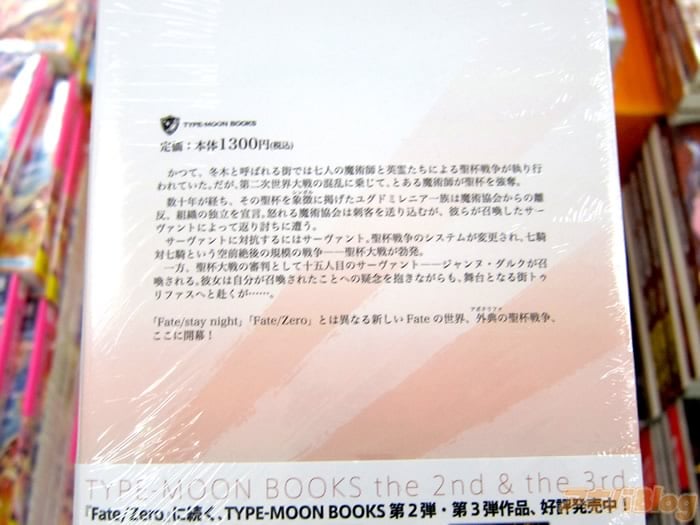 TYPE-MOON BOOKS
定価：本体1300円(税込)
かつて、冬木と呼ばれる街では七人の魔術師と英霊たちによる聖杯戦争が執り行
われていた。だが、第二次世界大戦の混乱に乗じて、とある魔術師が聖杯を強奪。
数十年が経ち、その聖杯を象徴に掲げたユグドミレニア一族は魔術協会からの離
反、組織の独立を宣言。怒れる魔術協会は刺客を送り込むが、彼らが召喚したサー
ヴァントによって返り討ちに遭う。
サーヴァントに対抗するにはサーヴァント。聖杯戦争のシステムが変更され、七騎
対七騎という空前絶後の規模の戦争――聖杯大戦が勃発。
一方、聖杯大戦の審判として十五人目のサーヴァント――ジャンヌ・ダルクが召
喚される。彼女は自分が召喚されたことへの疑念を抱きながらも、舞台となる街トゥ
リファスへと赴くが……。
「Fate/stay night」「Fate/Zero」とは異なる新しいFateの世界、外典の聖杯戦争、
アポクリファ
ここに開幕！
TYPE-MOON BOOKS the 2nd & the 3rd
『Fate/Zero』に続く、TYPE-MOON BOOKS 第2弾・第3弾作品、好評発売中！
Blog